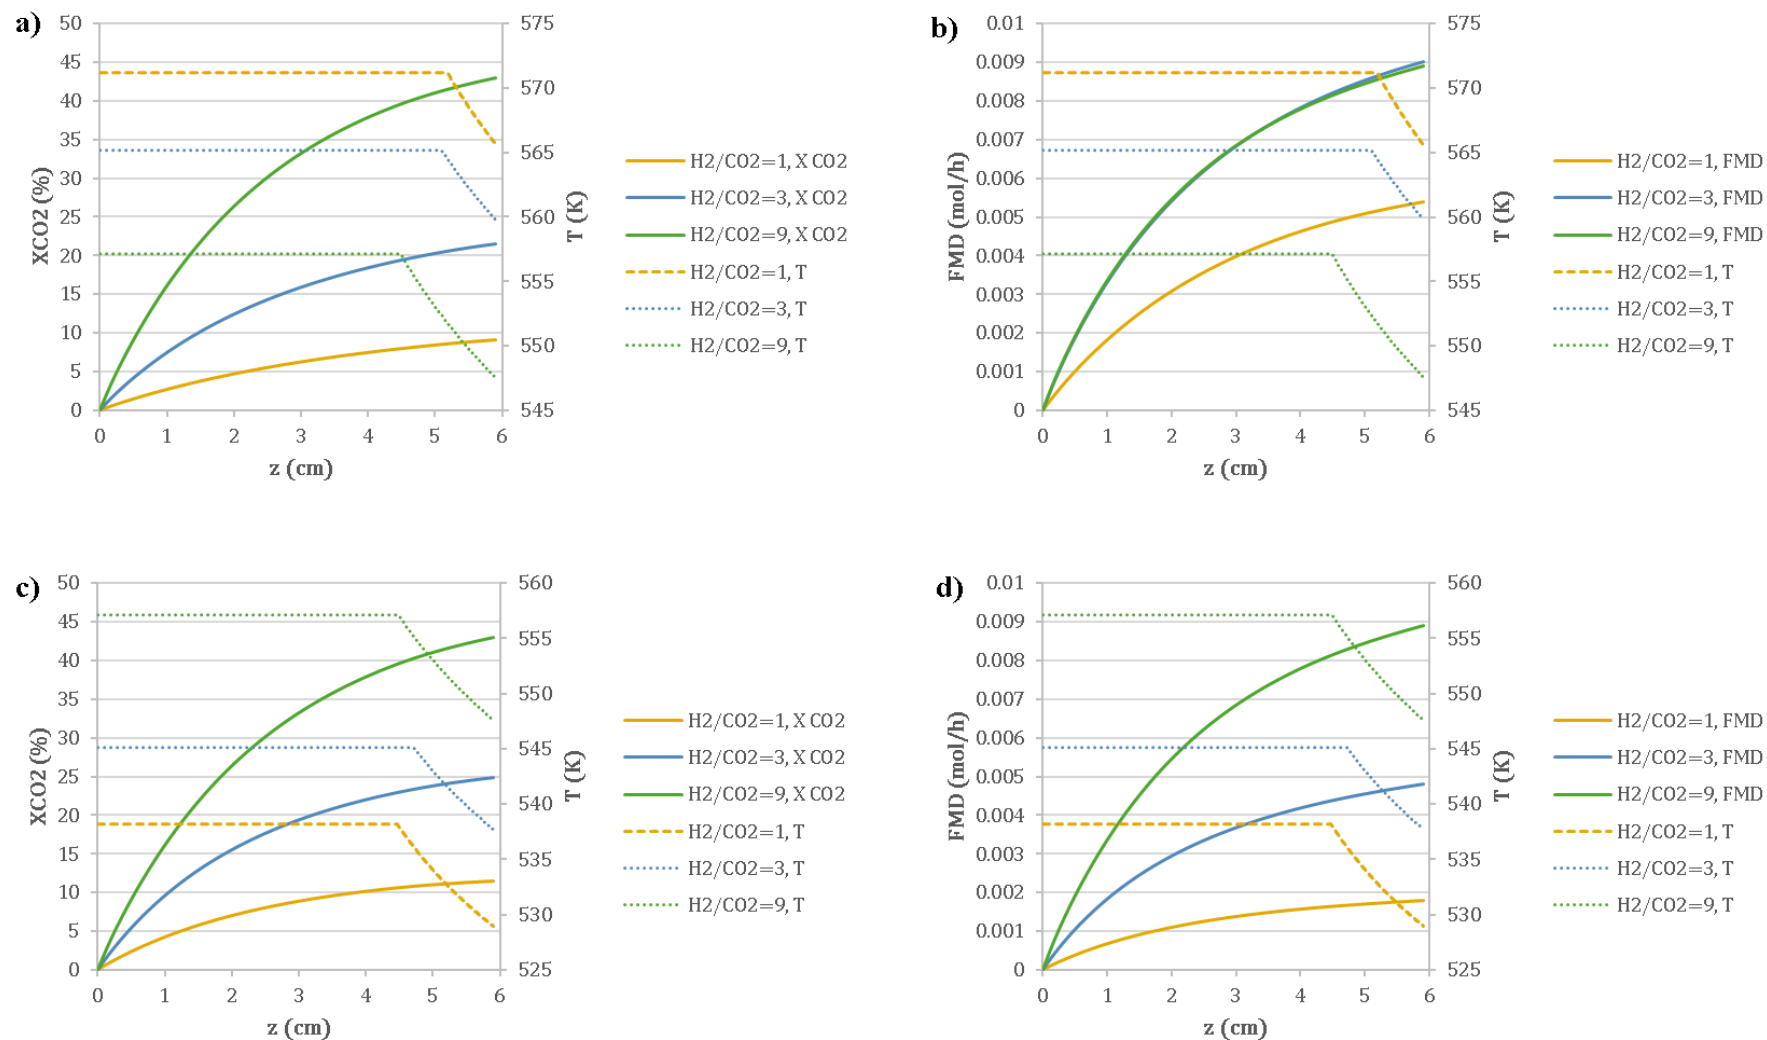 a)
50
45
40
35
30
25
20
15
10
5
0
XCO2 (%)
0 1 2 3 4 5 6
z (cm)
575
570
565
560
555
550
545
T (K)
H2/CO2=1, X CO2
H2/CO2=3, X CO2
H2/CO2=9, X CO2
H2/CO2=1, T
H2/CO2=3, T
H2/CO2=9, T
b)
0.01
0.009
0.008
0.007
0.006
0.005
0.004
0.003
0.002
0.001
0
FMD (mol/h)
0 1 2 3 4 5 6
z (cm)
575
570
565
560
555
550
545
T (K)
H2/CO2=1, FMD
H2/CO2=3, FMD
H2/CO2=9, FMD
H2/CO2=1, T
H2/CO2=3, T
H2/CO2=9, T
c)
50
45
40
35
30
25
20
15
10
5
0
XCO2 (%)
0 1 2 3 4 5 6
z (cm)
560
555
550
545
540
535
530
525
T (K)
H2/CO2=1, X CO2
H2/CO2=3, X CO2
H2/CO2=9, X CO2
H2/CO2=1, T
H2/CO2=3, T
H2/CO2=9, T
d)
0.01
0.009
0.008
0.007
0.006
0.005
0.004
0.003
0.002
0.001
0
FMD (mol/h)
0 1 2 3 4 5 6
z (cm)
560
555
550
545
540
535
530
525
T (K)
H2/CO2=1, FMD
H2/CO2=3, FMD
H2/CO2=9, FMD
H2/CO2=1, T
H2/CO2=3, T
H2/CO2=9, T